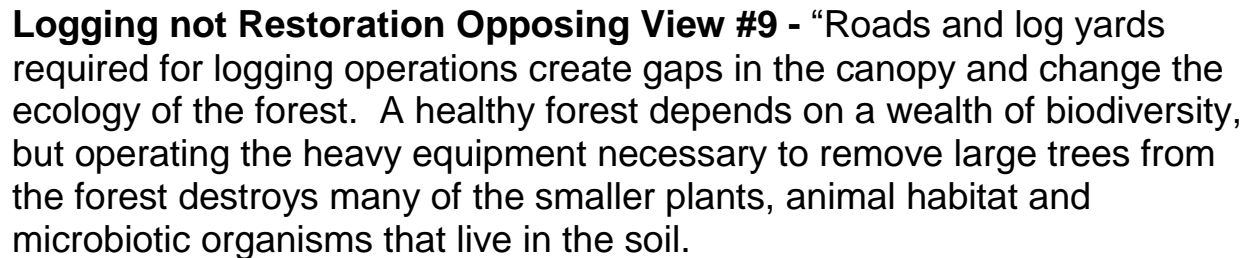 Logging not Restoration Opposing View #9 - “Roads and log yards
required for logging operations create gaps in the canopy and change the
ecology of the forest.  A healthy forest depends on a wealth of biodiversity,
but operating the heavy equipment necessary to remove large trees from
the forest destroys many of the smaller plants, animal habitat and
microbiotic organisms that live in the soil.